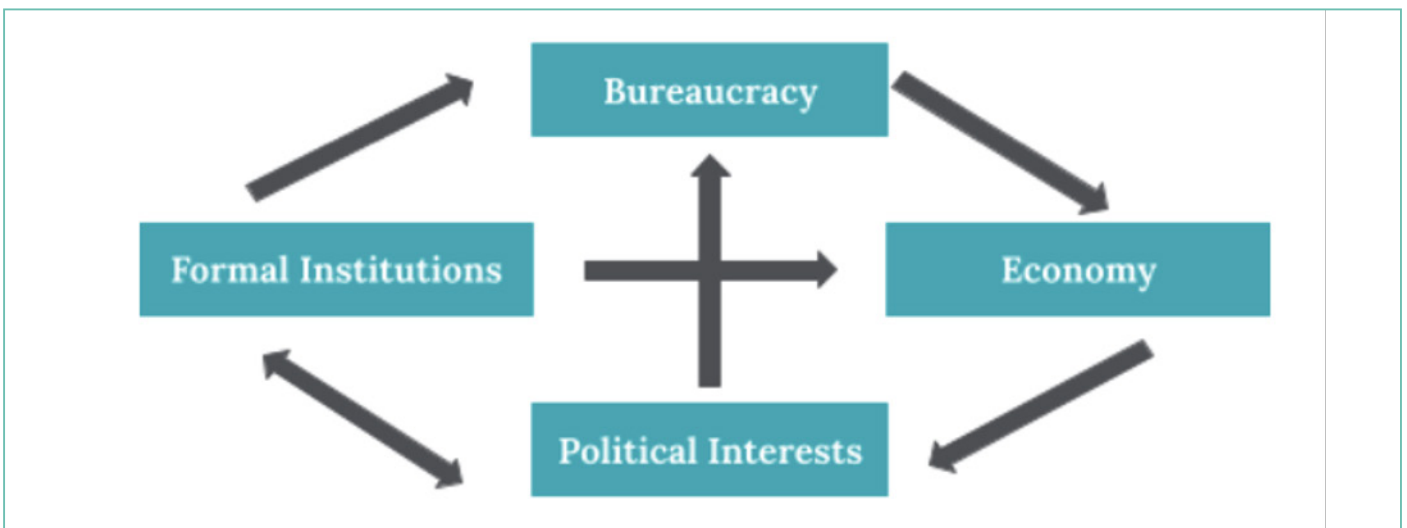 Bureaucracy
Formal Institutions
Economy
Political Interests